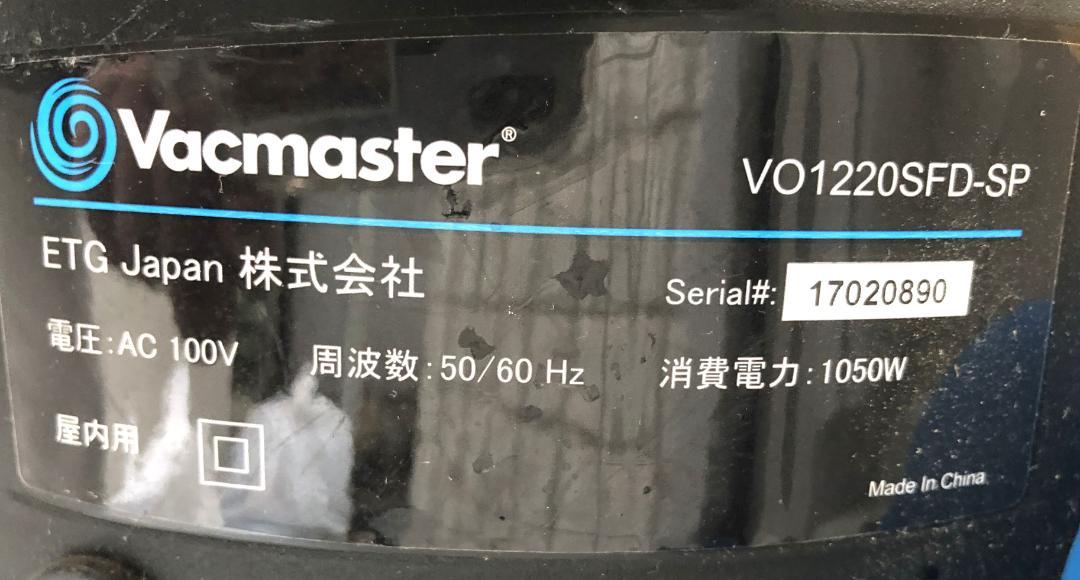 Vacmaster®
VO1220SFD-SP
ETG Japan 株式会社
Serial#: 17020890
電圧:AC 100V 周波数:50/60 Hz 消費電力:1050W
屋内用
Made In China